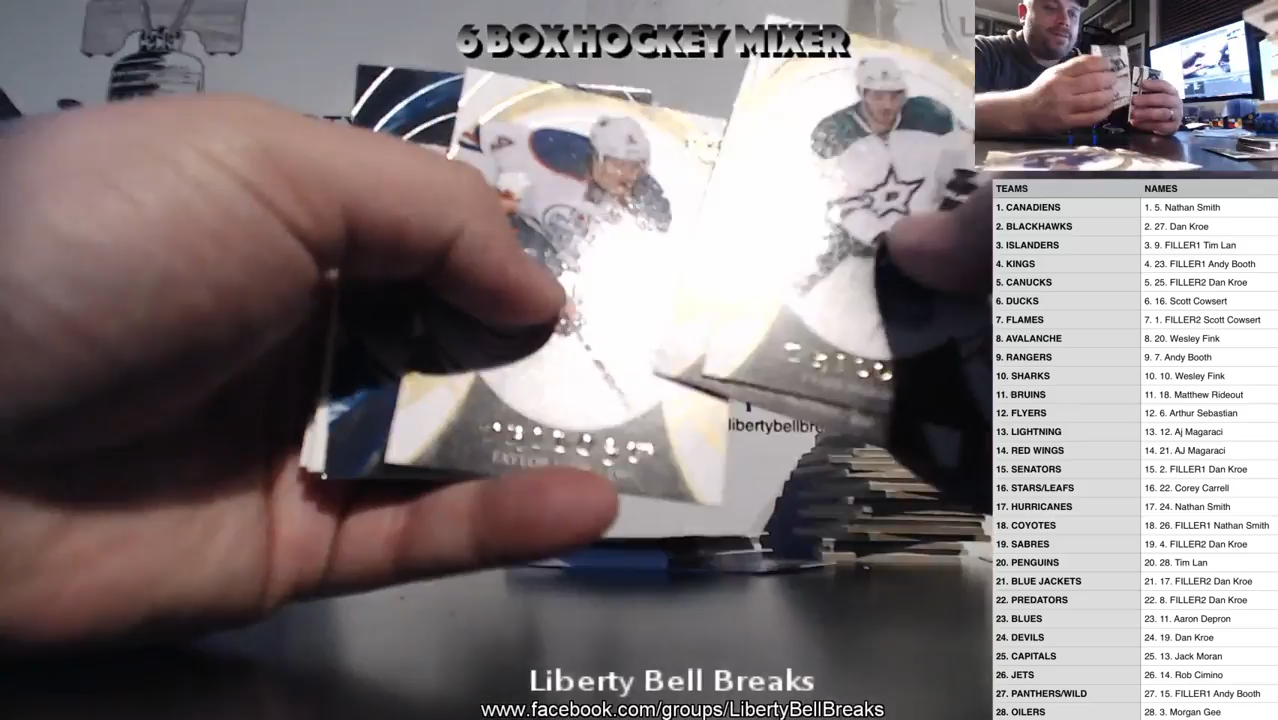 6 BOX HOCKEY MIXER
TAYLOR
libertybellbre
Liberty Bell Breaks
www.facebook.com/groups/LibertyBellBreaks
TEAMS NAMES
1. CANADIENS 1. 5. Nathan Smith
2. BLACKHAWKS 2. 27. Dan Kroe
3. ISLANDERS 3. 9. FILLER1 Tim Lan
4. KINGS 4. 23. FILLER1 Andy Booth
5. CANUCKS 5. 25. FILLER2 Dan Kroe
6. DUCKS 6. 16. Scott Cowsert
7. FLAMES 7. 1. FILLER2 Scott Cowsert
8. AVALANCHE 8. 20. Wesley Fink
9. RANGERS 9. 7. Andy Booth
10. SHARKS 10. 10. Wesley Fink
11. BRUINS 11. 18. Matthew Rideout
12. FLYERS 12. 6. Arthur Sebastian
13. LIGHTNING 13. 12. Aj Magaraci
14. RED WINGS 14. 21. AJ Magaraci
15. SENATORS 15. 2. FILLER1 Dan Kroe
16. STARS/LEAFS 16. 22. Corey Carrell
17. HURRICANES 17. 24. Nathan Smith
18. COYOTES 18. 26. FILLER1 Nathan Smith
19. SABRES 19. 4. FILLER2 Dan Kroe
20. PENGUINS 20. 28. Tim Lan
21. BLUE JACKETS 21. 17. FILLER2 Dan Kroe
22. PREDATORS 22. 8. FILLER2 Dan Kroe
23. BLUES 23. 11. Aaron Depron
24. DEVILS 24. 19. Dan Kroe
25. CAPITALS 25. 13. Jack Moran
26. JETS 26. 14. Rob Cimino
27. PANTHERS/WILD 27. 15. FILLER1 Andy Booth
28. OILERS 28. 3. Morgan Gee